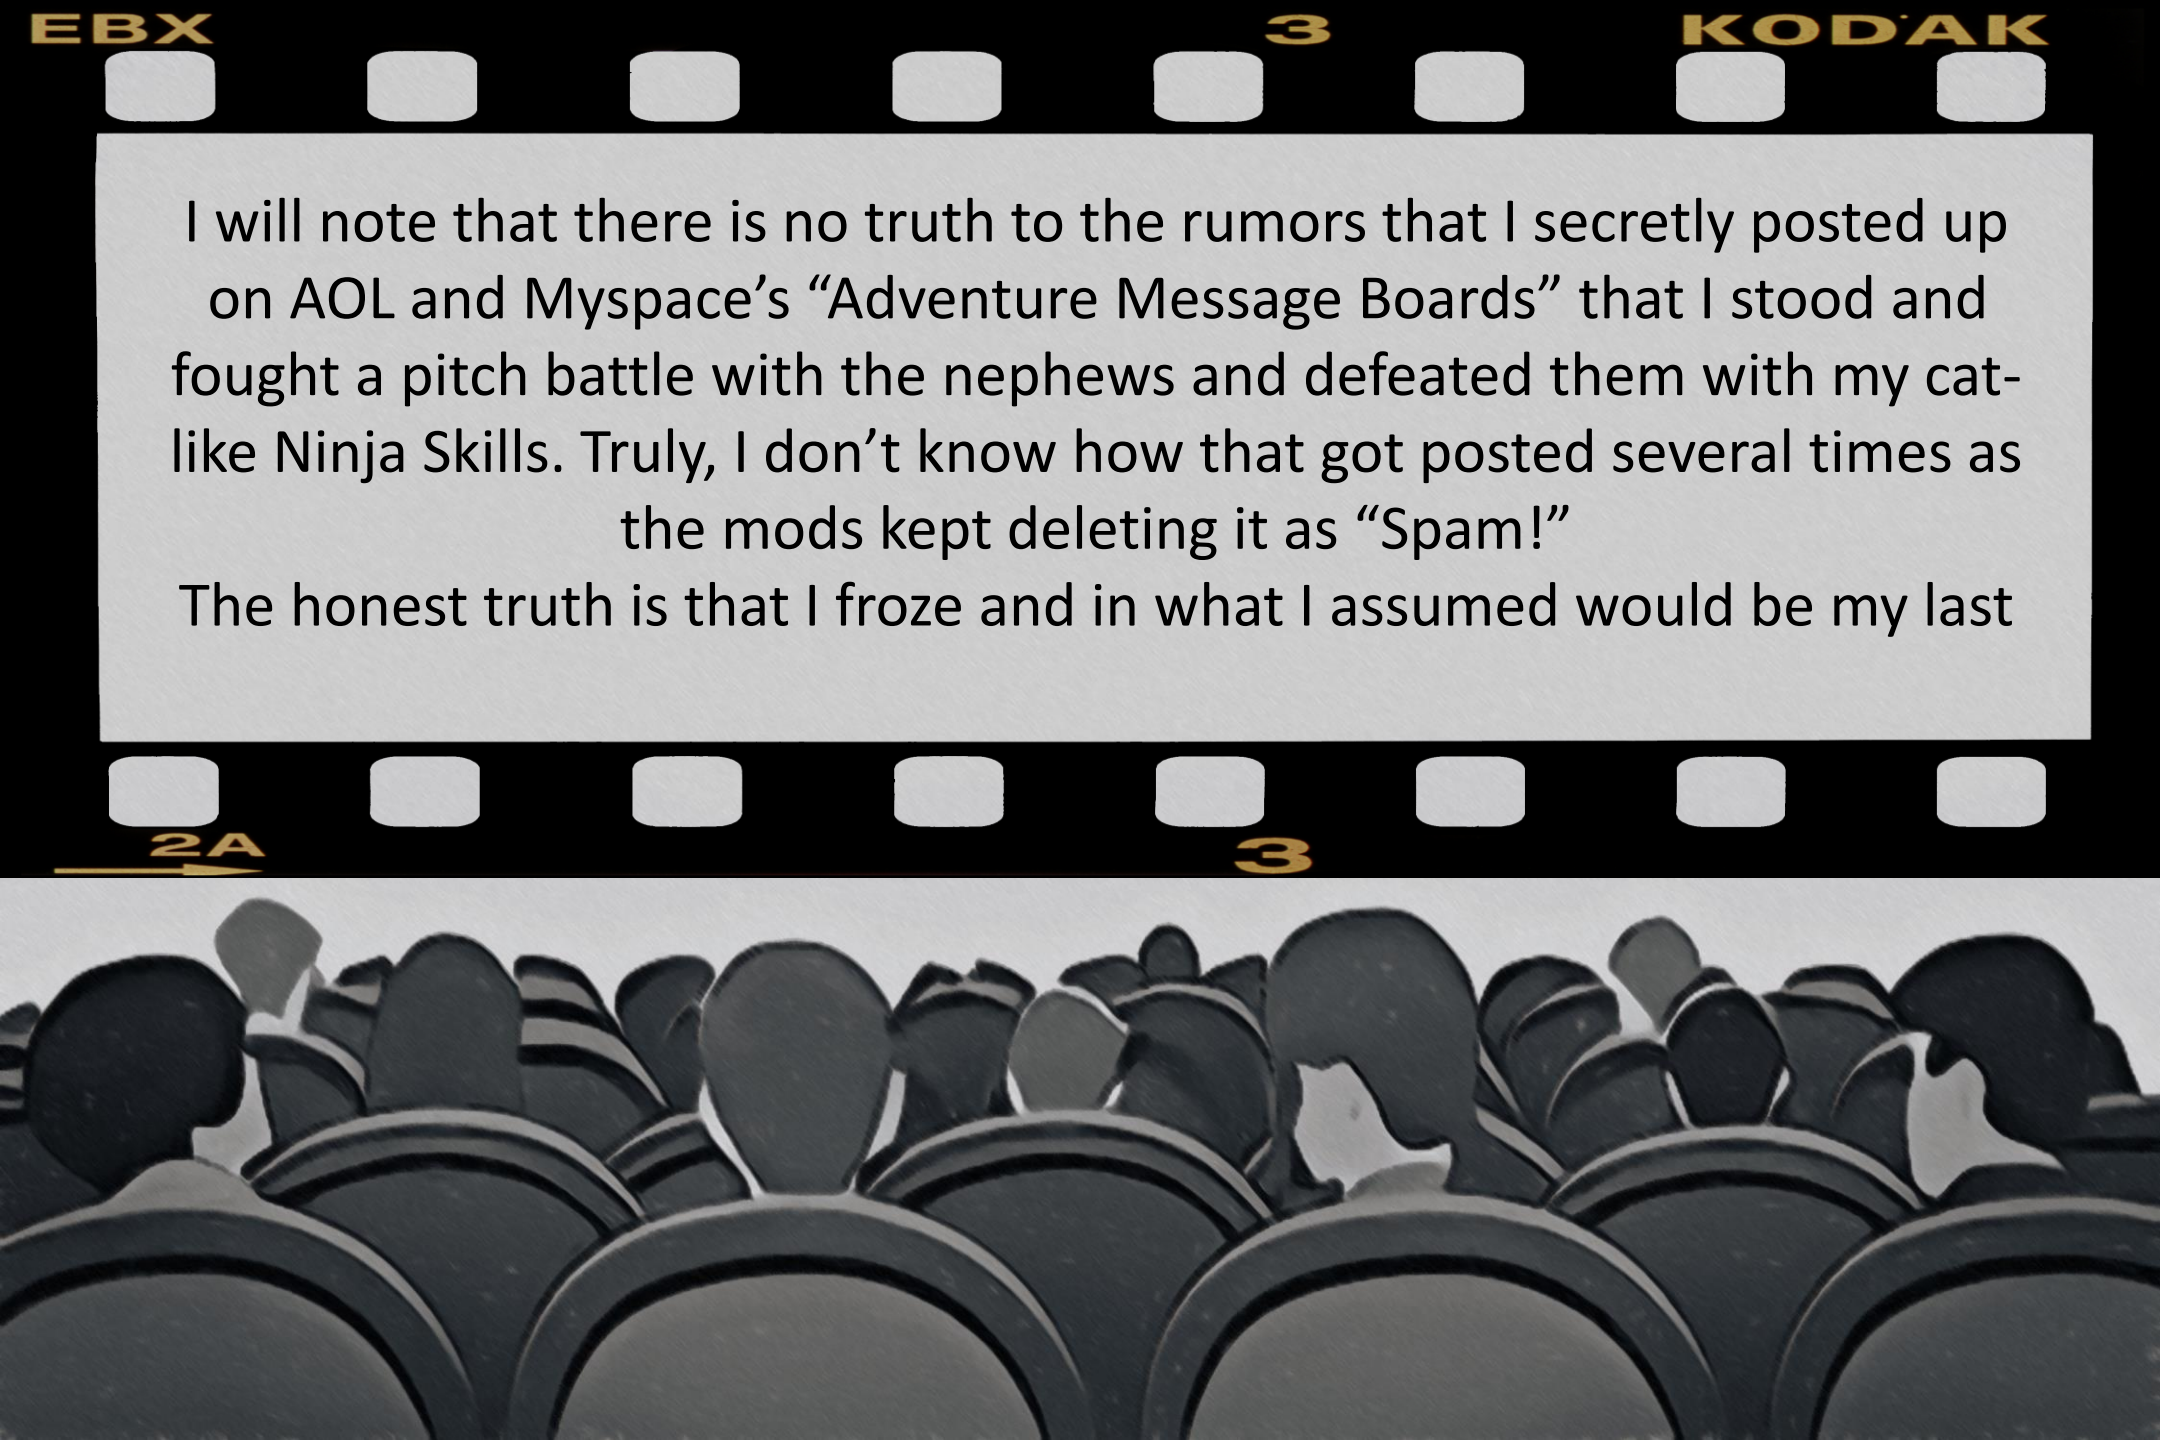 EBX 3 KODAK
I will note that there is no truth to the rumors that I secretly posted up
on AOL and Myspace’s “Adventure Message Boards” that I stood and
fought a pitch battle with the nephews and defeated them with my cat-
like Ninja Skills. Truly, I don’t know how that got posted several times as
the mods kept deleting it as “Spam!”
The honest truth is that I froze and in what I assumed would be my last
2A 3